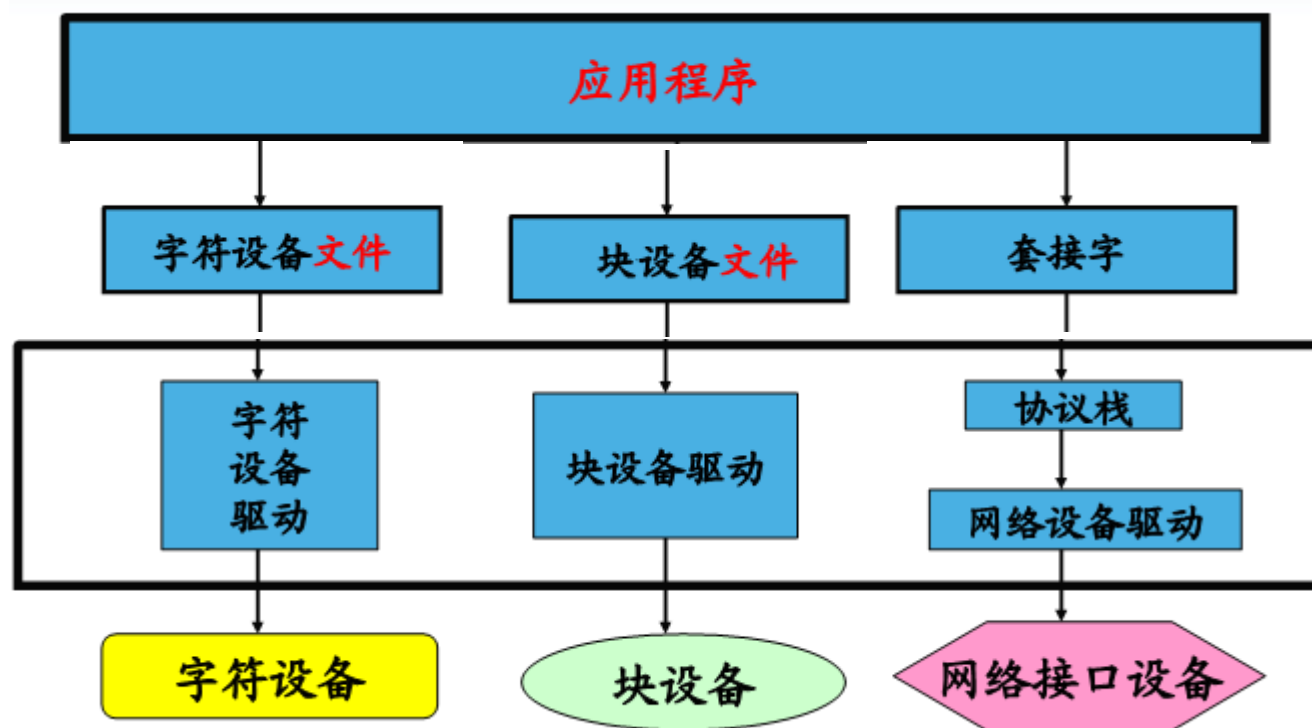 应用程序
字符设备文件
块设备文件
套接字
字符
设备
驱动
块设备驱动
协议栈
网络设备驱动
字符设备
块设备
网络接口设备